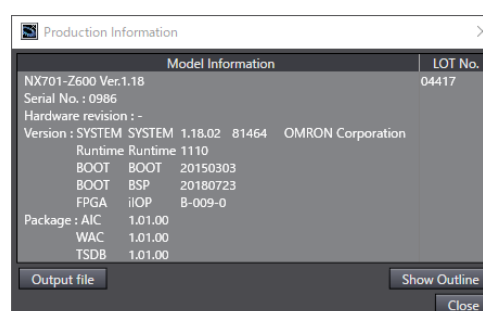 Production Information
Model Information LOT No.
NX701-Z600 Ver.1.18 04417
Serial No. : 0986
Hardware revision : -
Version : SYSTEM SYSTEM 1.18.02 81464 OMRON Corporation
Runtime Runtime 1110
BOOT BOOT 20150303
BOOT BSP 20180723
FPGA iIOP B-009-0
Package : AIC 1.01.00
WAC 1.01.00
TSDB 1.01.00
Output file Show Outline
Close